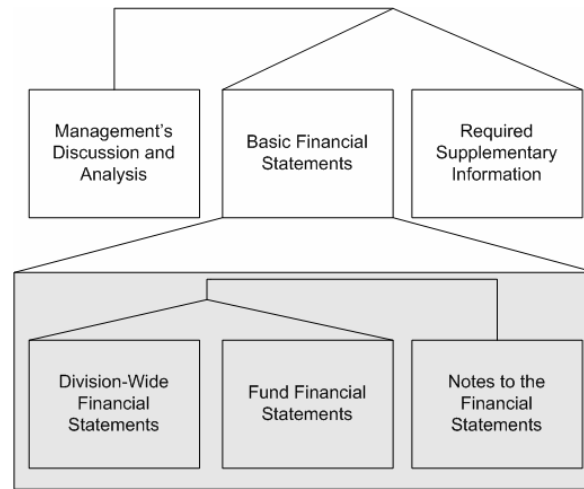 Management's
Discussion and
Analysis
Basic Financial
Statements
Required
Supplementary
Information
Division-Wide
Financial
Statements
Fund Financial
Statements
Notes to the
Financial
Statements